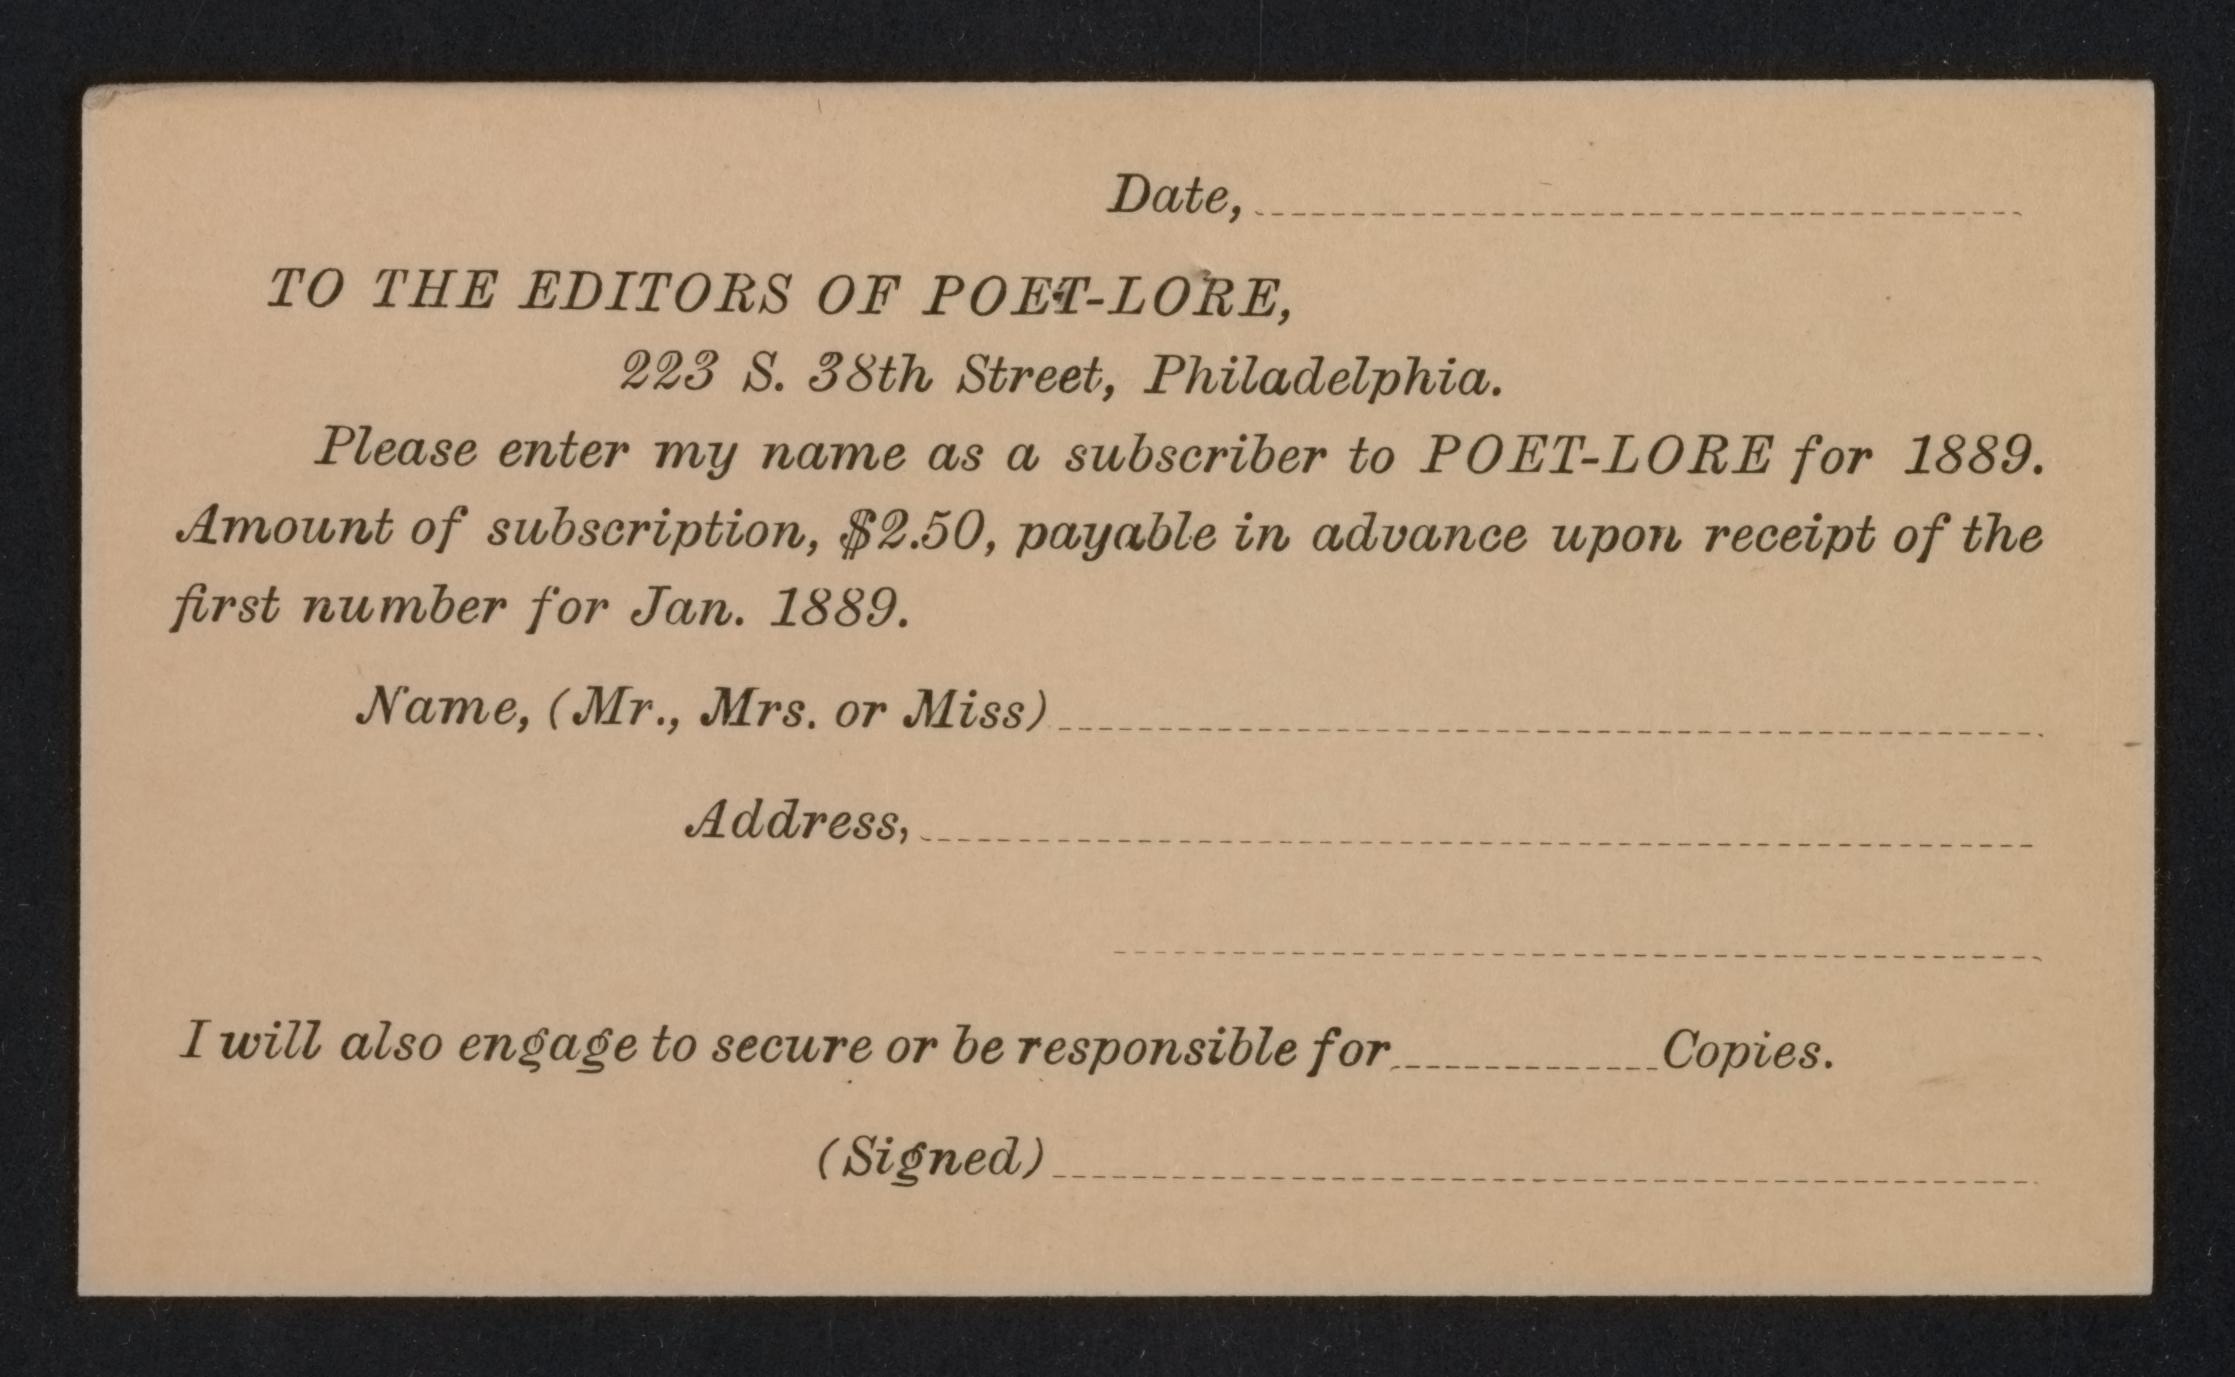 Date,
TO THE EDITORS OF POET-LORE,
223 S. 38th Street, Philadelphia.
Please enter my name as a subscriber to POET-LORE for 1889.
Amount of subscription, $2.50, payable in advance upon receipt of the
first number for Jan. 1889.
Name, (Mr., Mrs. or Miss)
Address,
I will also engage to secure or be responsible for Copies.
(Signed)